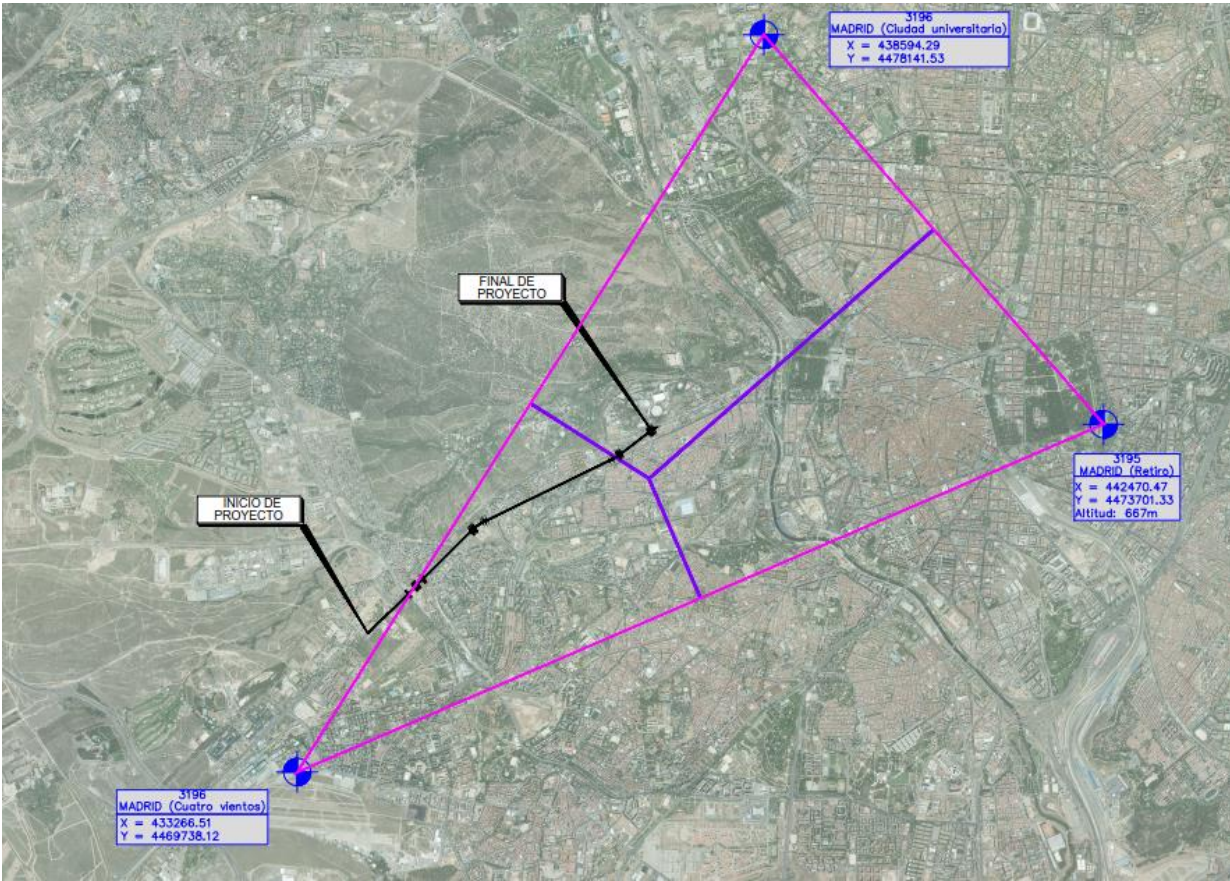 3196
MADRID (Ciudad universitaria)
X = 438594.29
Y = 4478141.53
FINAL DE
PROYECTO
3195
MADRID (Retiro)
X = 442470.47
Y = 4473701.33
Altitud: 667m
INICIO DE
PROYECTO
3196
MADRID (Cuatro vientos)
X = 433266.51
Y = 4469738.12